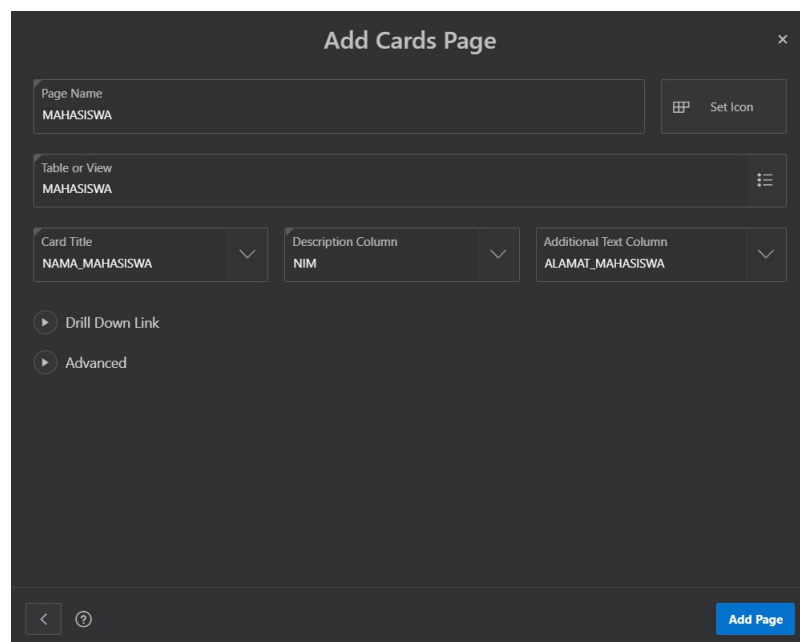 Add Cards Page
Page Name
MAHASISWA
Set Icon
Table or View
MAHASISWA
Card Title
NAMA_MAHASISWA
Description Column
NIM
Additional Text Column
ALAMAT_MAHASISWA
Drill Down Link
Advanced
Add Page